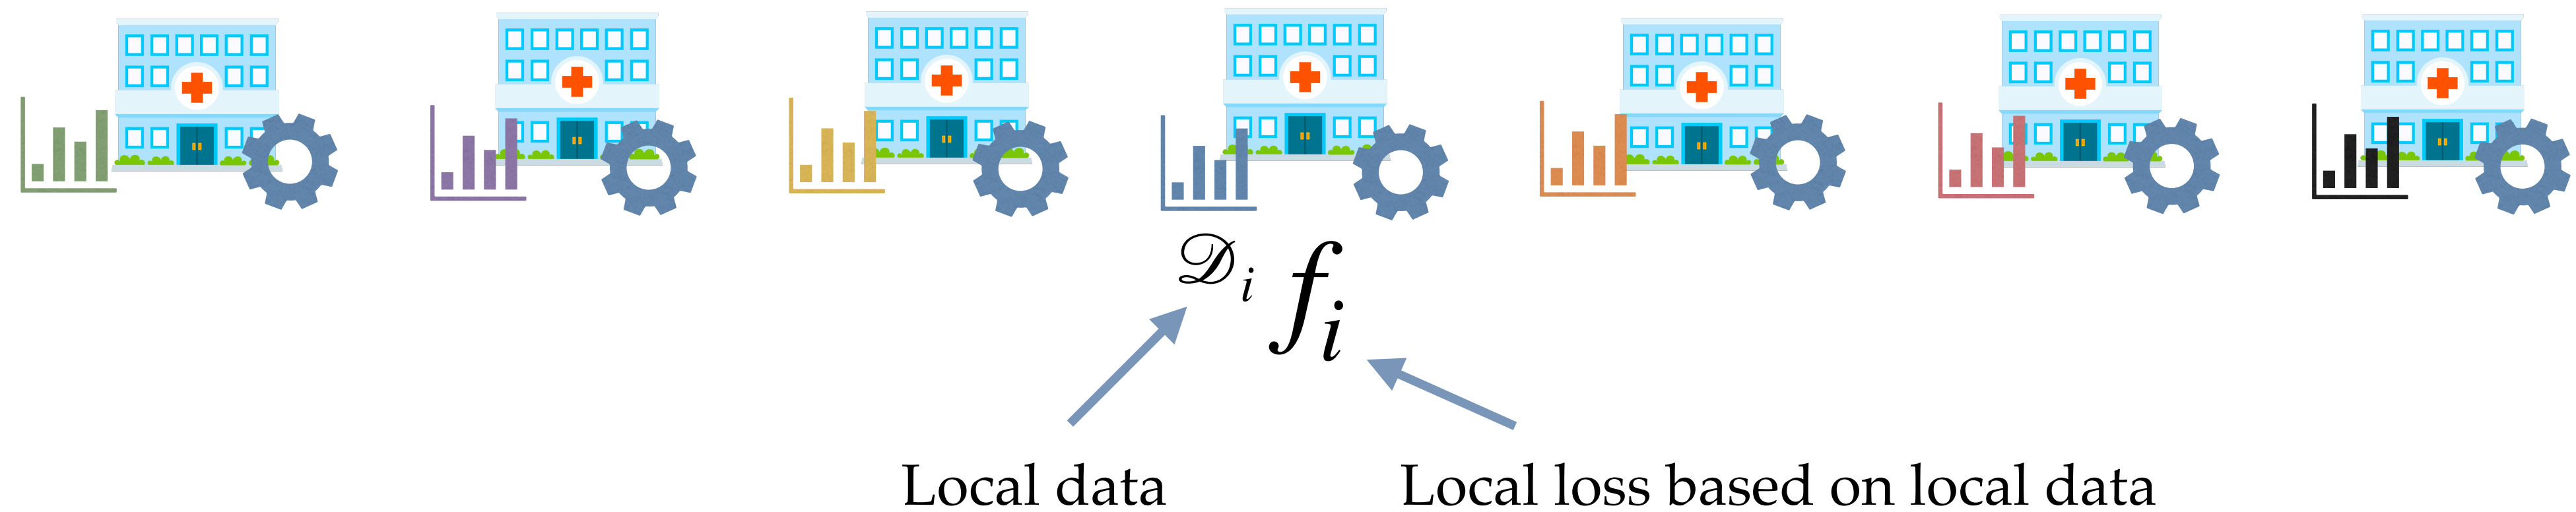 𝒟ᵢ fᵢ
Local data
Local loss based on local data